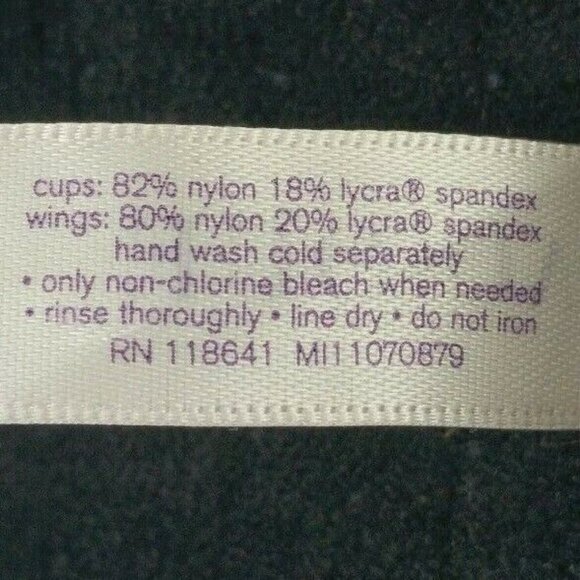 cups: 82% nylon 18% lycra® spandex
wings: 80% nylon 20% lycra® spandex
hand wash cold separately
• only non-chlorine bleach when needed
• rinse thoroughly • line dry • do not iron
RN 118641 MI11070879